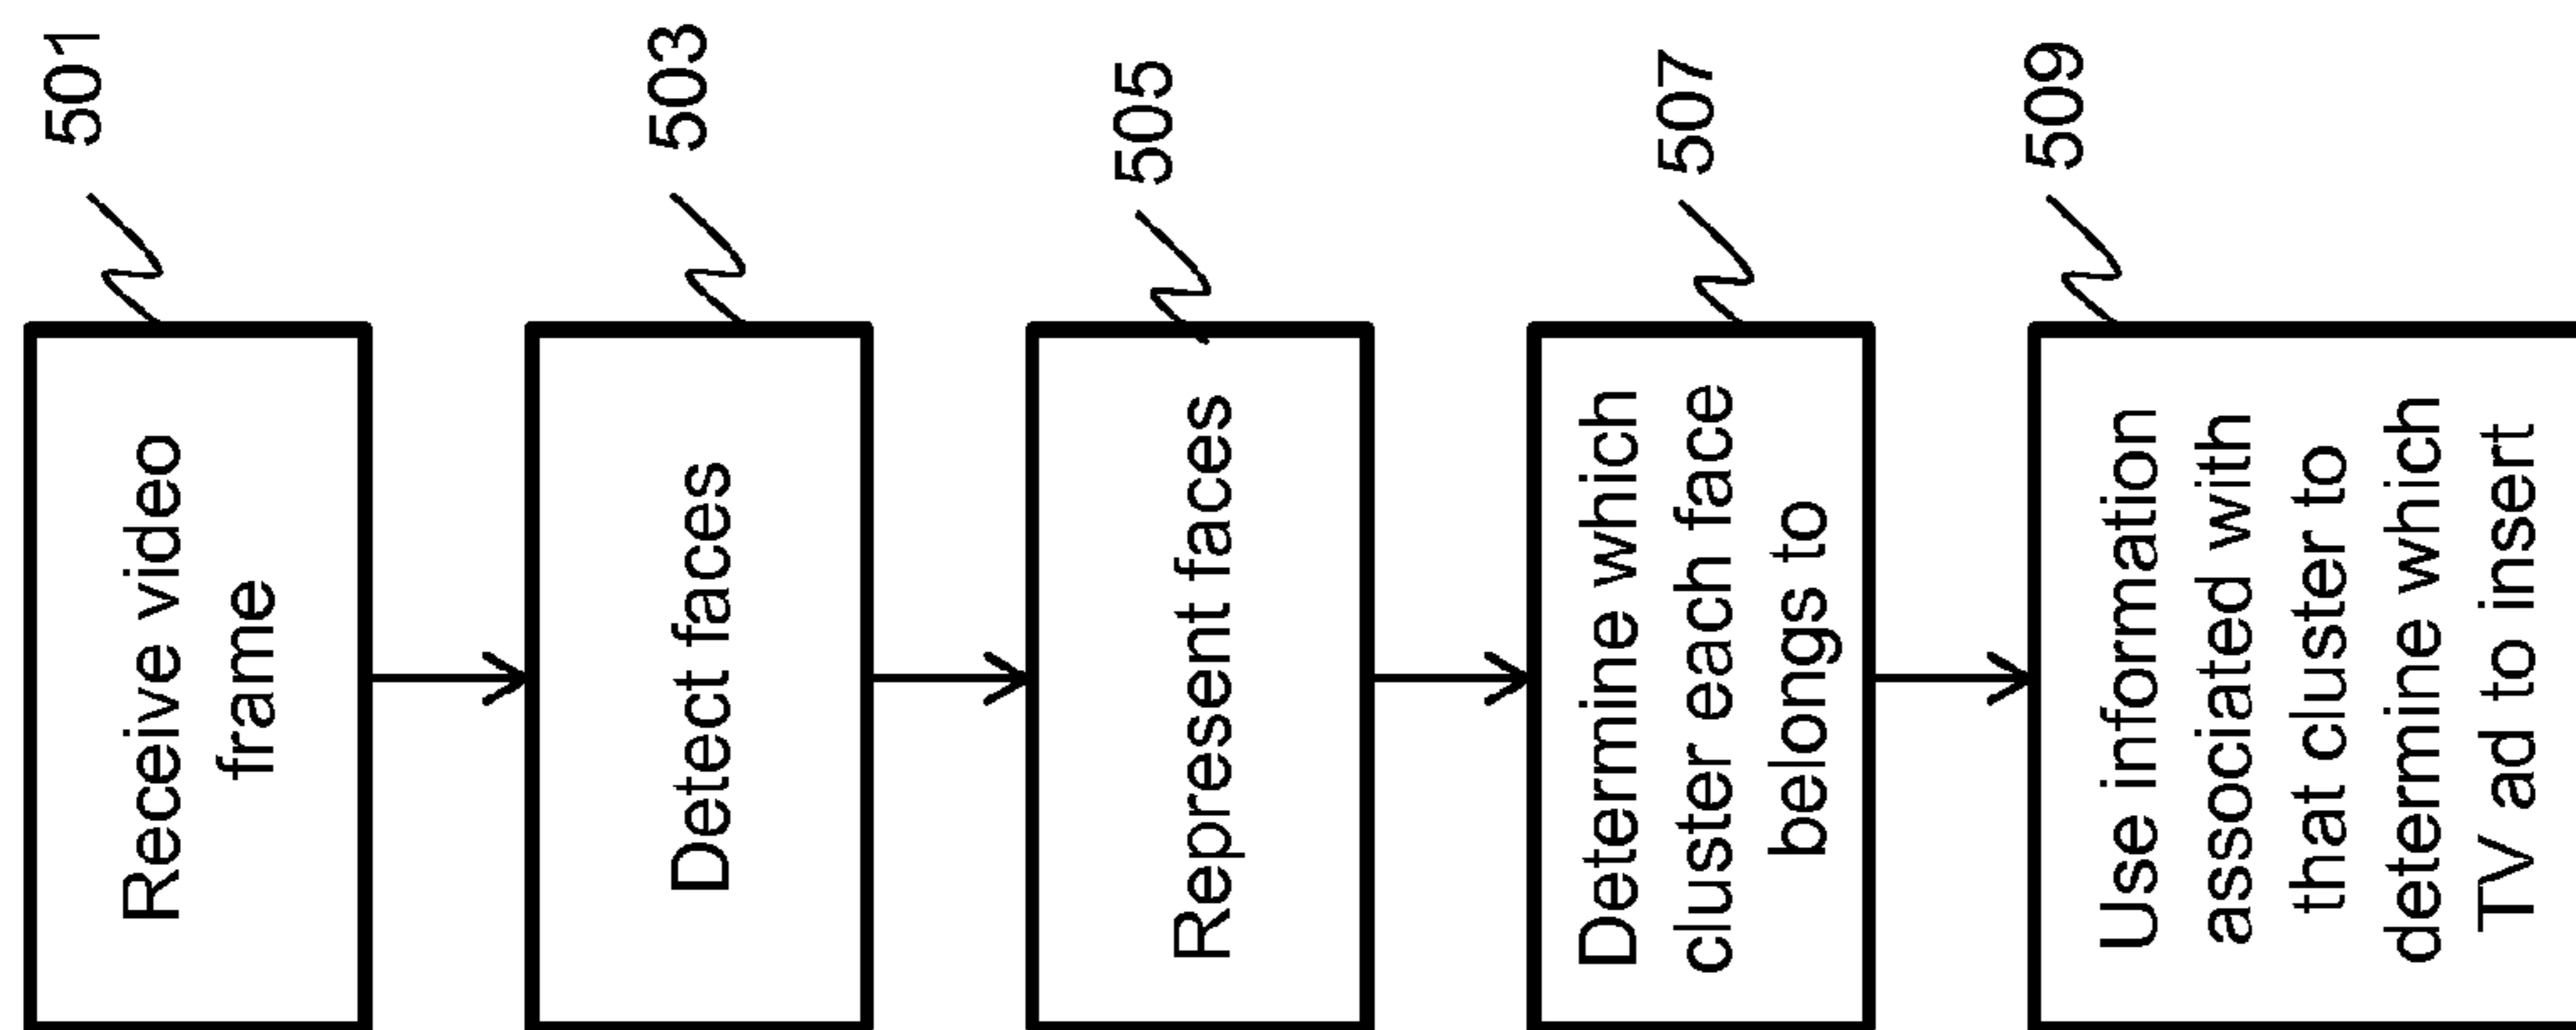 501
Receive video
frame
503
Detect faces
505
Represent faces
507
Determine which
cluster each face
belongs to
509
Use information
associated with
that cluster to
determine which
TV ad to insert